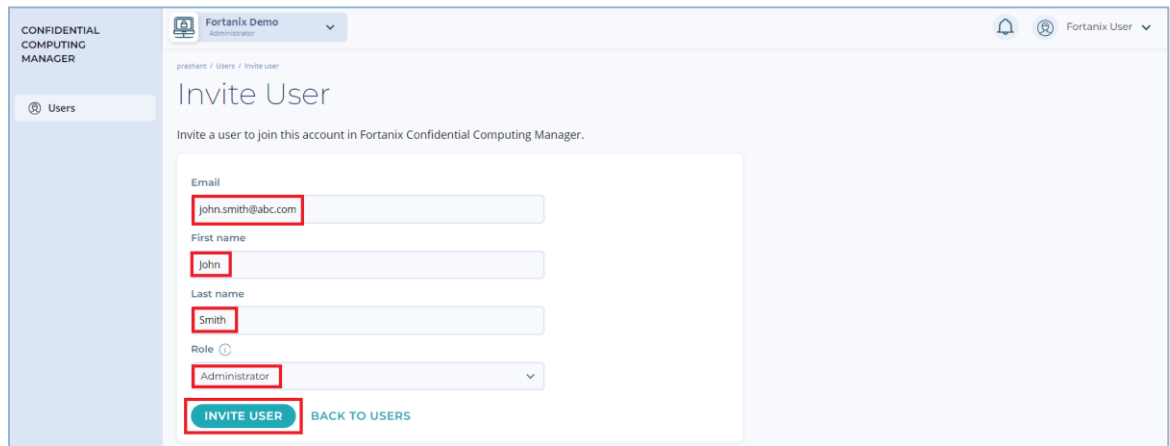 CONFIDENTIAL
COMPUTING
MANAGER
Users
Fortanix Demo
Administrator
Fortanix User
prashant / Users / Invite user
Invite User
Invite a user to join this account in Fortanix Confidential Computing Manager.
Email
john.smith@abc.com
First name
John
Last name
Smith
Role
Administrator
INVITE USER BACK TO USERS